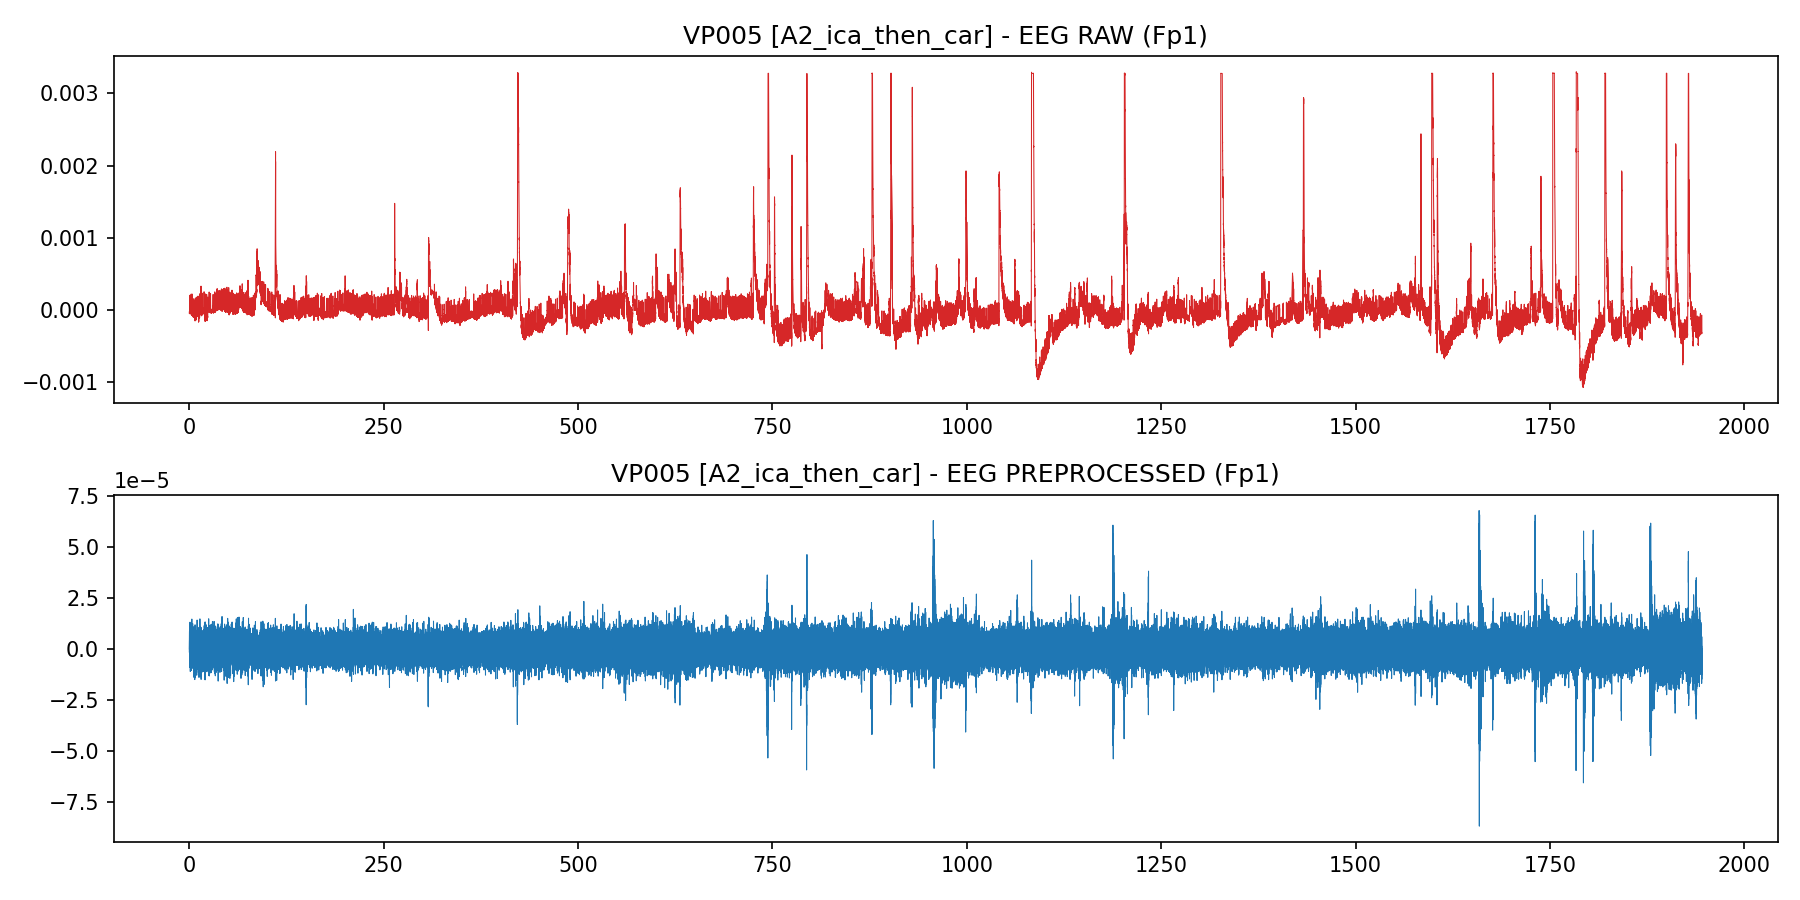 VP005 [A2_ica_then_car] - EEG RAW (Fp1)
0.003
0.002
0.001
0.000
−0.001
0 250 500 750 1000 1250 1500 1750 2000
VP005 [A2_ica_then_car] - EEG PREPROCESSED (Fp1)
1e−5
7.5
5.0
2.5
0.0
−2.5
−5.0
−7.5
0 250 500 750 1000 1250 1500 1750 2000